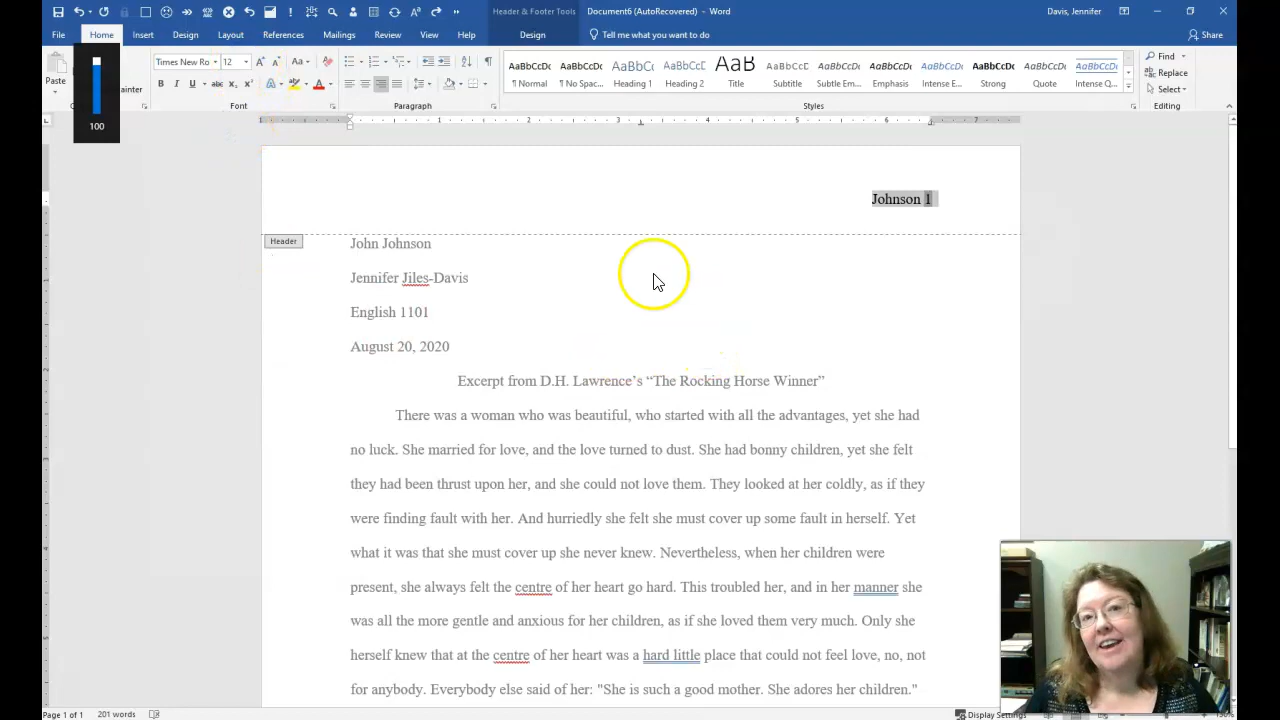 Header & Footer Tools
Document6 (AutoRecovered) - Word
Davis, Jennifer
File Home Insert Design References Mailings Review View Help Design Tell me what you want to do Share
100
Times New Ro 12
Paste
ainter
Font
Paragraph
AaBbCcDc AaBbCcDc AaBbCc AaBbCcD AaB AaBbCcD AaBbCcDc AaBbCcDc AaBbCcDc AaBbCcDc AaBbCcDc AaBbCcDc
¶ Normal ¶ No Spac... Heading 1 Heading 2 Title Subtitle Subtle Em... Emphasis Intense E... Strong Quote Intense Q...
Styles
Find
Replace
Select
Editing
1 2 3 4 5 6 7
Johnson 1
Header
John Johnson
Jennifer Jiles-Davis
English 1101
August 20, 2020
Excerpt from D.H. Lawrence’s “The Rocking Horse Winner”
There was a woman who was beautiful, who started with all the advantages, yet she had
no luck. She married for love, and the love turned to dust. She had bonny children, yet she felt
they had been thrust upon her, and she could not love them. They looked at her coldly, as if they
were finding fault with her. And hurriedly she felt she must cover up some fault in herself. Yet
what it was that she must cover up she never knew. Nevertheless, when her children were
present, she always felt the centre of her heart go hard. This troubled her, and in her manner she
was all the more gentle and anxious for her children, as if she loved them very much. Only she
herself knew that at the centre of her heart was a hard little place that could not feel love, no, not
for anybody. Everybody else said of her: "She is such a good mother. She adores her children."
Page 1 of 1 201 words
Display Settings